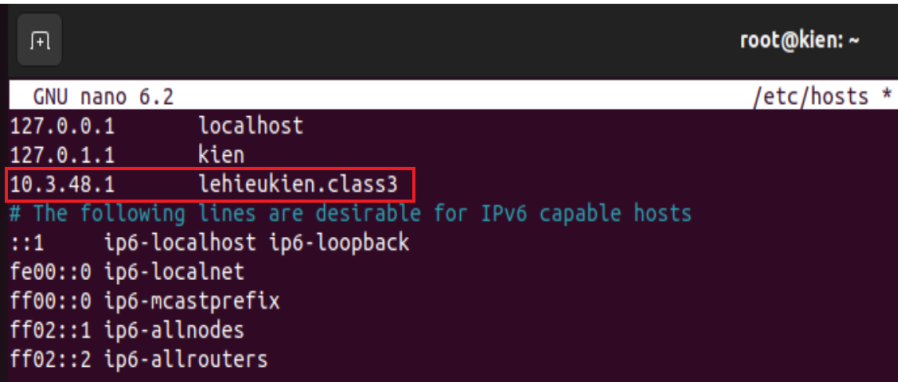 root@kien: ~
GNU nano 6.2 /etc/hosts *
127.0.0.1 localhost
127.0.1.1 kien
10.3.48.1 lehieukien.class3
# The following lines are desirable for IPv6 capable hosts
::1 ip6-localhost ip6-loopback
fe00::0 ip6-localnet
ff00::0 ip6-mcastprefix
ff02::1 ip6-allnodes
ff02::2 ip6-allrouters